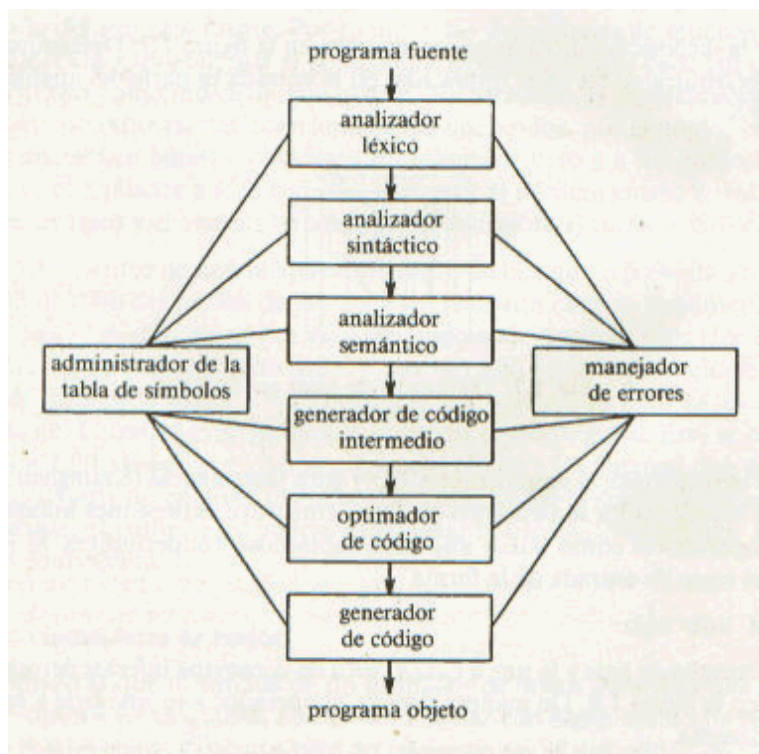 programa fuente
analizador
léxico
analizador
sintáctico
analizador
semántico
administrador de la
tabla de símbolos
manejador
de errores
generador de código
intermedio
optimador
de código
generador
de código
programa objeto